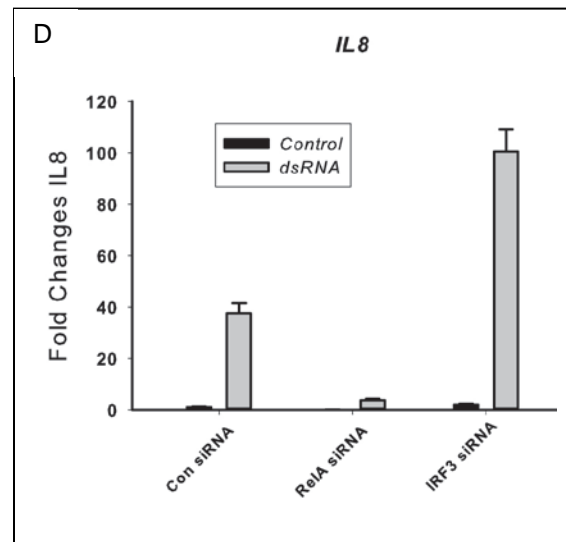 D
IL8
Fold Changes IL8
120
100
80
60
40
20
0
Control
dsRNA
Con siRNA
RelA siRNA
IRF3 siRNA